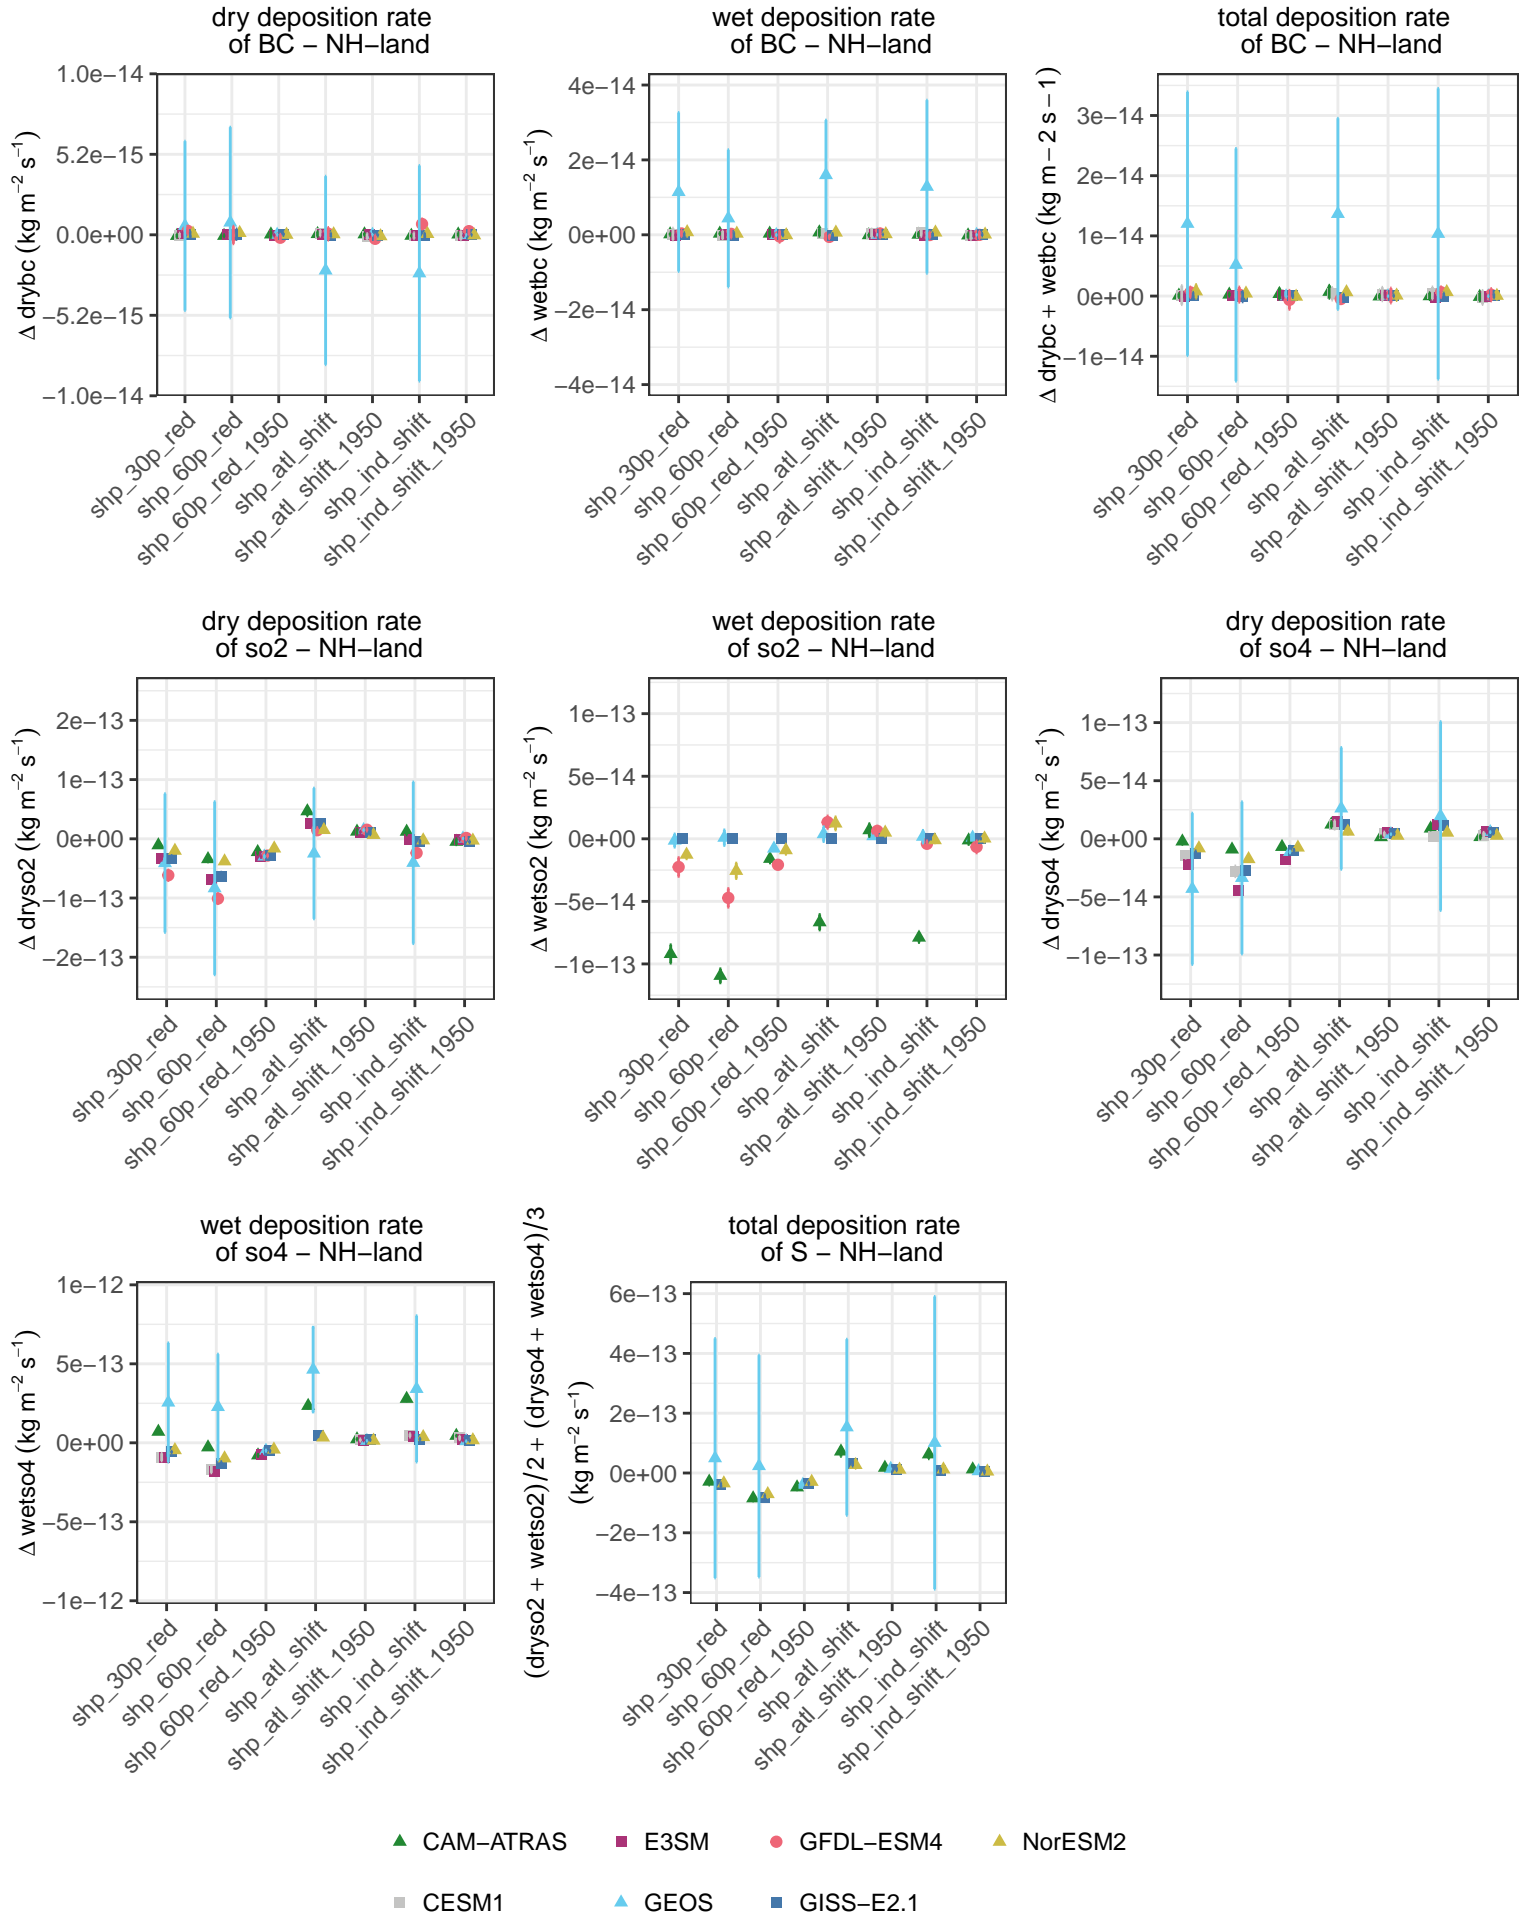 dry deposition rate
of BC − NH−land
Δ drybc (kg m⁻² s⁻¹)
1.0e−14
5.2e−15
0.0e+00
−5.2e−15
−1.0e−14
shp_30p_red
shp_60p_red
shp_60p_red_1950
shp_atl_shift
shp_atl_shift_1950
shp_ind_shift
shp_ind_shift_1950
wet deposition rate
of BC − NH−land
Δ wetbc (kg m⁻² s⁻¹)
4e−14
2e−14
0e+00
−2e−14
−4e−14
shp_30p_red
shp_60p_red
shp_60p_red_1950
shp_atl_shift
shp_atl_shift_1950
shp_ind_shift
shp_ind_shift_1950
total deposition rate
of BC − NH−land
Δ drybc + wetbc (kg m − 2 s − 1)
3e−14
2e−14
1e−14
0e+00
−1e−14
shp_30p_red
shp_60p_red
shp_60p_red_1950
shp_atl_shift
shp_atl_shift_1950
shp_ind_shift
shp_ind_shift_1950
dry deposition rate
of so2 − NH−land
Δ dryso2 (kg m⁻² s⁻¹)
2e−13
1e−13
0e+00
−1e−13
−2e−13
shp_30p_red
shp_60p_red
shp_60p_red_1950
shp_atl_shift
shp_atl_shift_1950
shp_ind_shift
shp_ind_shift_1950
wet deposition rate
of so2 − NH−land
Δ wetso2 (kg m⁻² s⁻¹)
1e−13
5e−14
0e+00
−5e−14
−1e−13
shp_30p_red
shp_60p_red
shp_60p_red_1950
shp_atl_shift
shp_atl_shift_1950
shp_ind_shift
shp_ind_shift_1950
dry deposition rate
of so4 − NH−land
Δ dryso4 (kg m⁻² s⁻¹)
1e−13
5e−14
0e+00
−5e−14
−1e−13
shp_30p_red
shp_60p_red
shp_60p_red_1950
shp_atl_shift
shp_atl_shift_1950
shp_ind_shift
shp_ind_shift_1950
wet deposition rate
of so4 − NH−land
Δ wetso4 (kg m⁻² s⁻¹)
1e−12
5e−13
0e+00
−5e−13
−1e−12
shp_30p_red
shp_60p_red
shp_60p_red_1950
shp_atl_shift
shp_atl_shift_1950
shp_ind_shift
shp_ind_shift_1950
total deposition rate
of S − NH−land
(dryso2 + wetso2)/2 + (dryso4 + wetso4)/3
(kg m⁻² s⁻¹)
6e−13
4e−13
2e−13
0e+00
−2e−13
−4e−13
shp_30p_red
shp_60p_red
shp_60p_red_1950
shp_atl_shift
shp_atl_shift_1950
shp_ind_shift
shp_ind_shift_1950
CAM−ATRAS
E3SM
GFDL−ESM4
NorESM2
CESM1
GEOS
GISS−E2.1